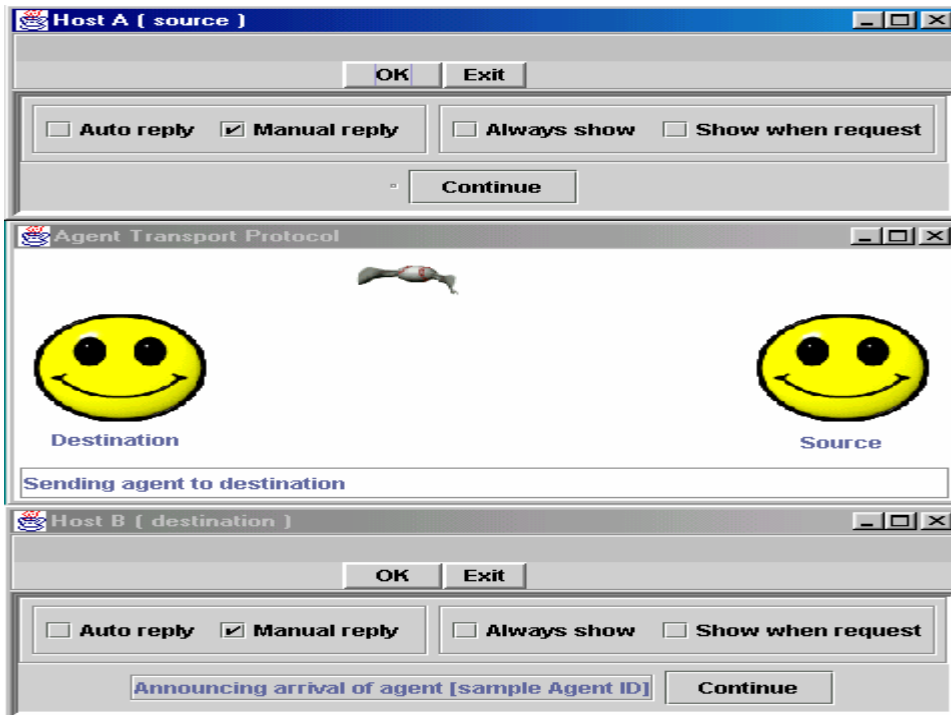 Host A ( source )
OK Exit
Auto reply Manual reply Always show Show when request
Continue
Agent Transport Protocol
Destination
Source
Sending agent to destination
Host B ( destination )
OK Exit
Auto reply Manual reply Always show Show when request
Announcing arrival of agent [sample Agent ID] Continue